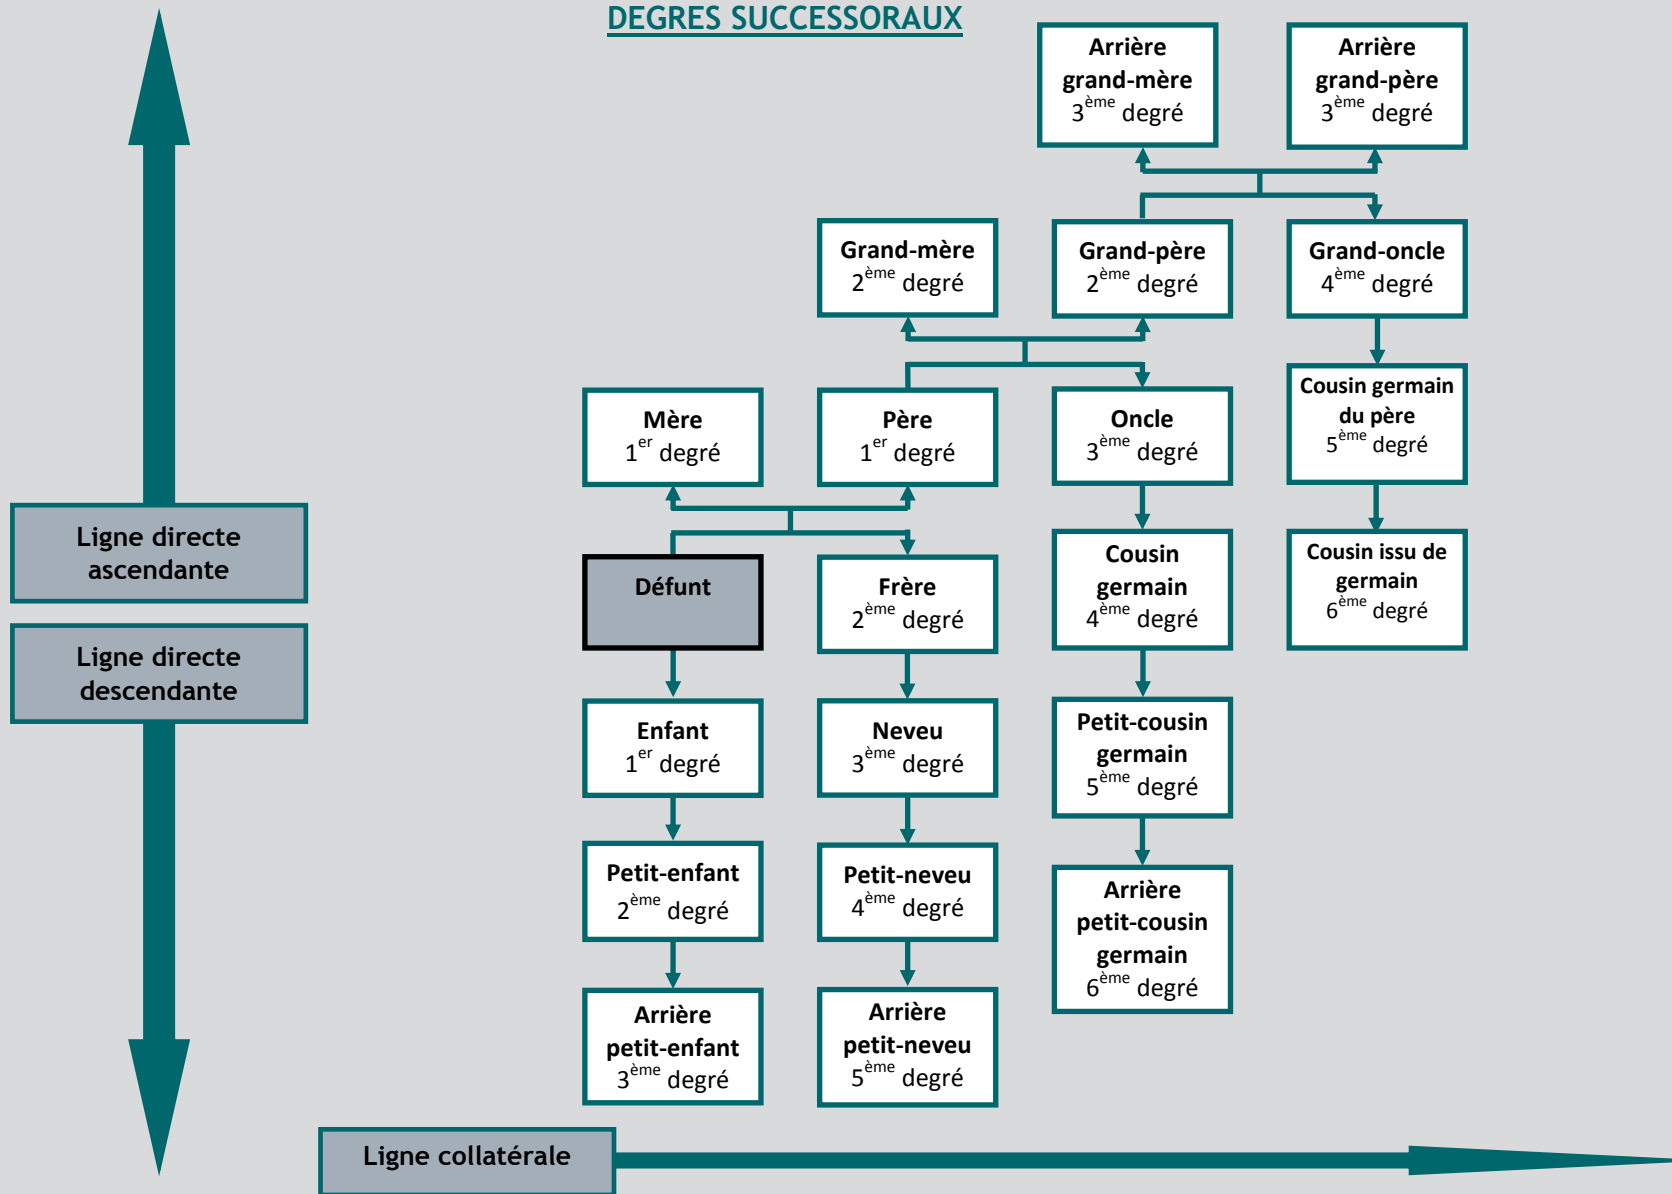 DEGRES SUCCESSORAUX
Arrière
grand-mère
3ème degré
Arrière
grand-père
3ème degré
Grand-mère
2ème degré
Grand-père
2ème degré
Grand-oncle
4ème degré
Mère
1er degré
Père
1er degré
Oncle
3ème degré
Cousin germain
du père
5ème degré
Ligne directe
ascendante
Défunt
Frère
2ème degré
Cousin
germain
4ème degré
Cousin issu de
germain
6ème degré
Ligne directe
descendante
Enfant
1er degré
Neveu
3ème degré
Petit-cousin
germain
5ème degré
Petit-enfant
2ème degré
Petit-neveu
4ème degré
Arrière
petit-cousin
germain
6ème degré
Arrière
petit-enfant
3ème degré
Arrière
petit-neveu
5ème degré
Ligne collatérale